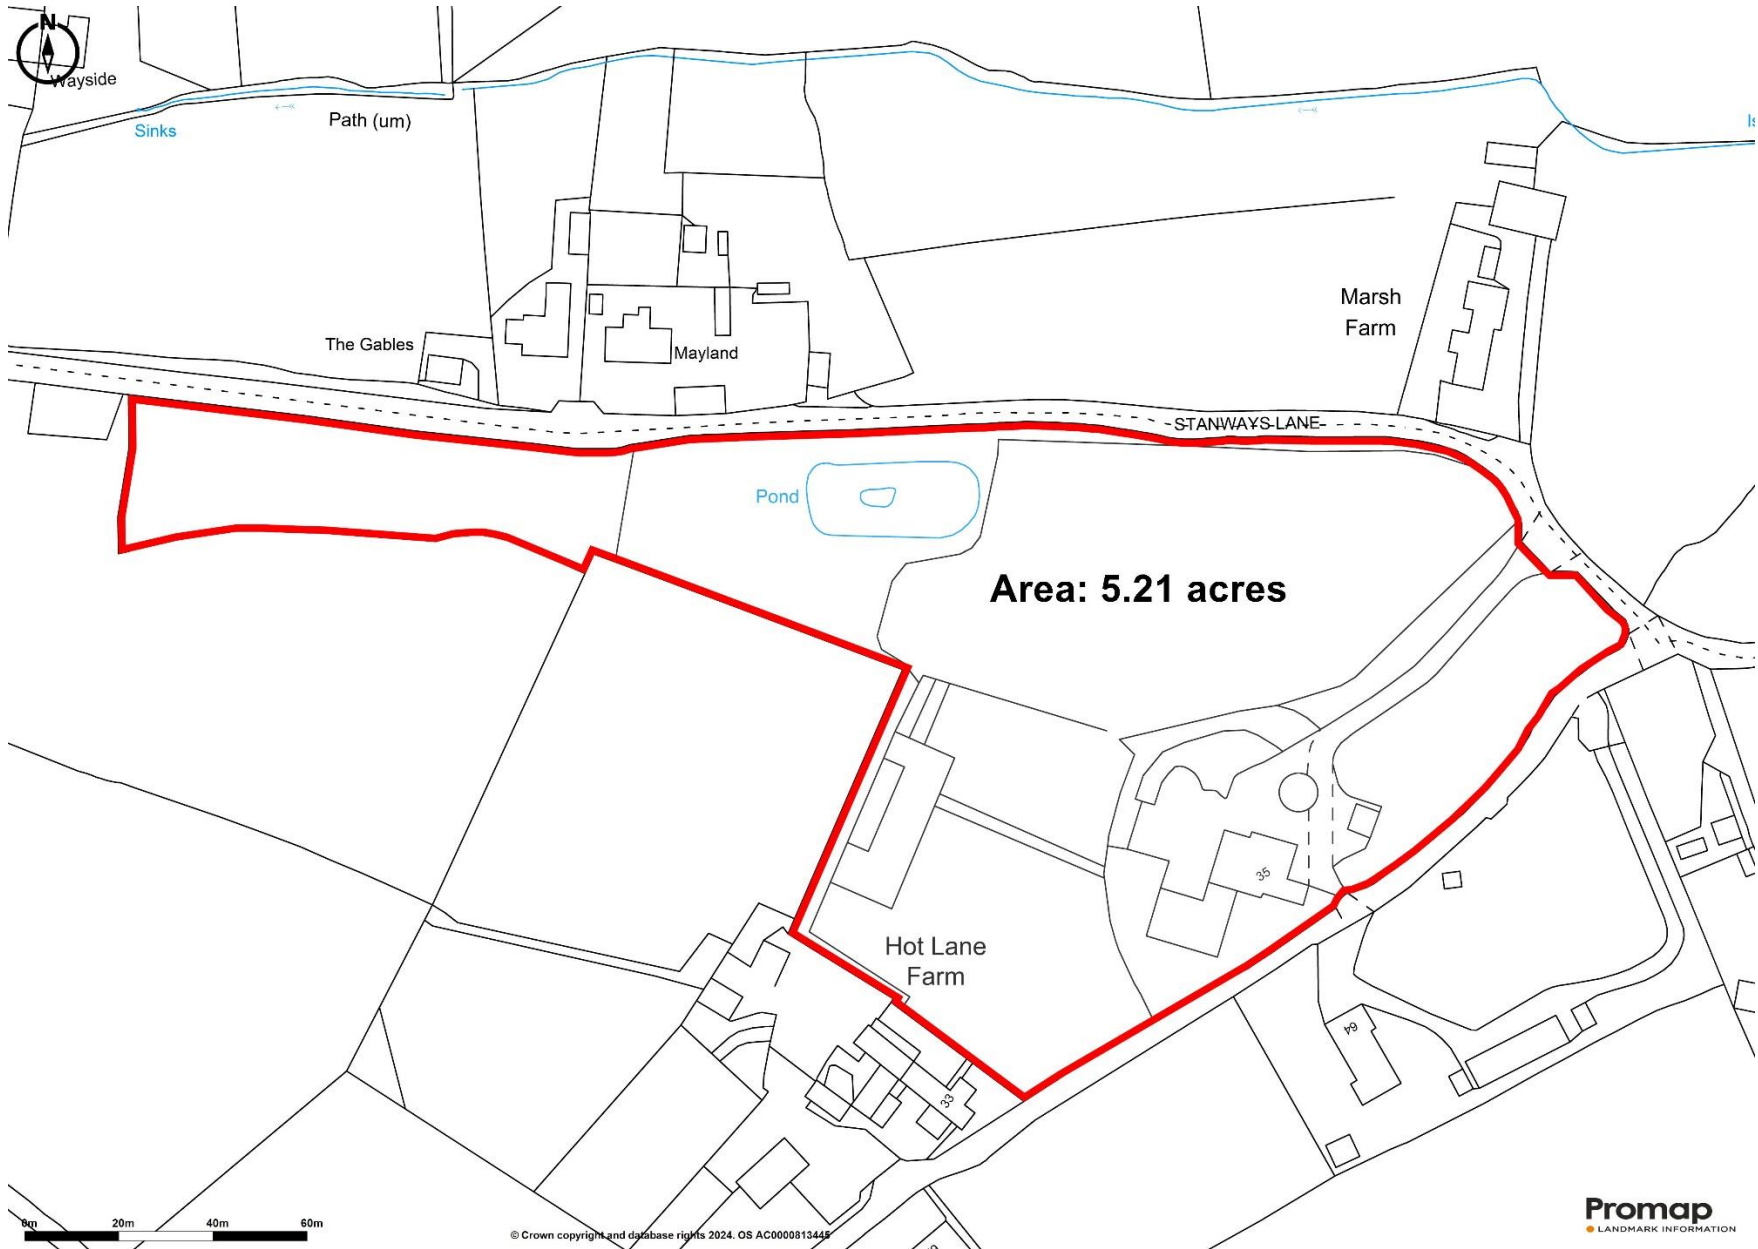 N
Wayside
Sinks
Path (um)
Marsh
Farm
The Gables
Mayland
STANWAYS LANE
Pond
Area: 5.21 acres
35
Hot Lane
Farm
64
33
0m 20m 40m 60m
© Crown copyright and database rights 2024. OS AC0000813445
Promap
LANDMARK INFORMATION